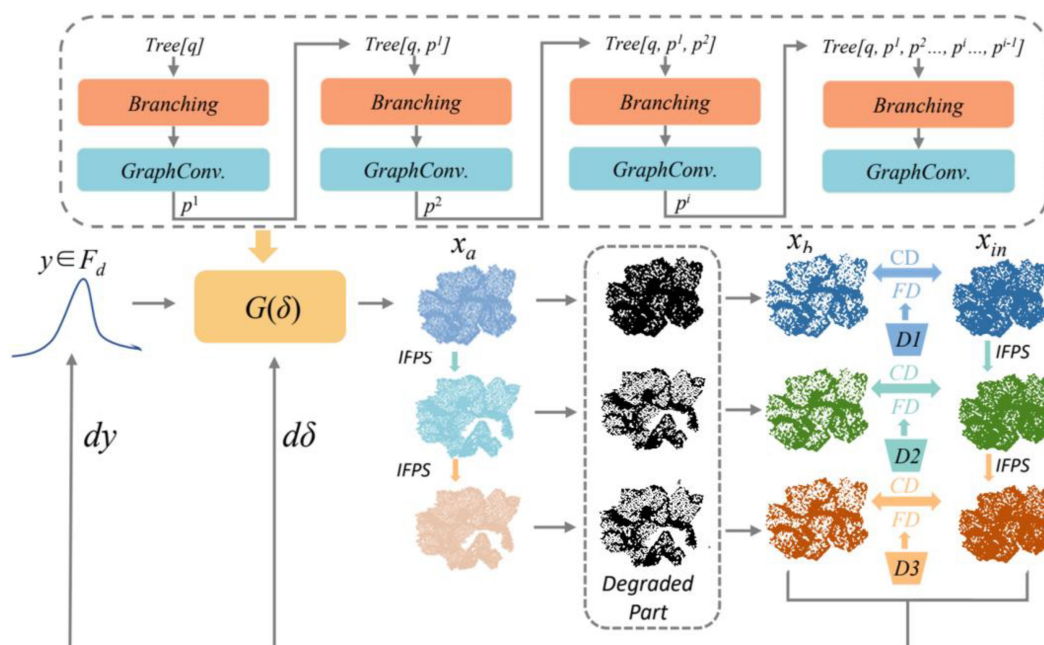 Tree[q]
Tree[q, p¹]
Tree[q, p¹, p²]
Tree[q, p¹, p²..., pⁱ..., pⁱ⁻¹]
Branching
Branching
Branching
Branching
GraphConv.
GraphConv.
GraphConv.
GraphConv.
p¹
p²
pⁱ
y∈F_d
G(δ)
x_a
x_b
x_in
CD
FD
D1
IFPS
IFPS
CD
FD
D2
IFPS
IFPS
CD
FD
D3
dy
dδ
Degraded
Part